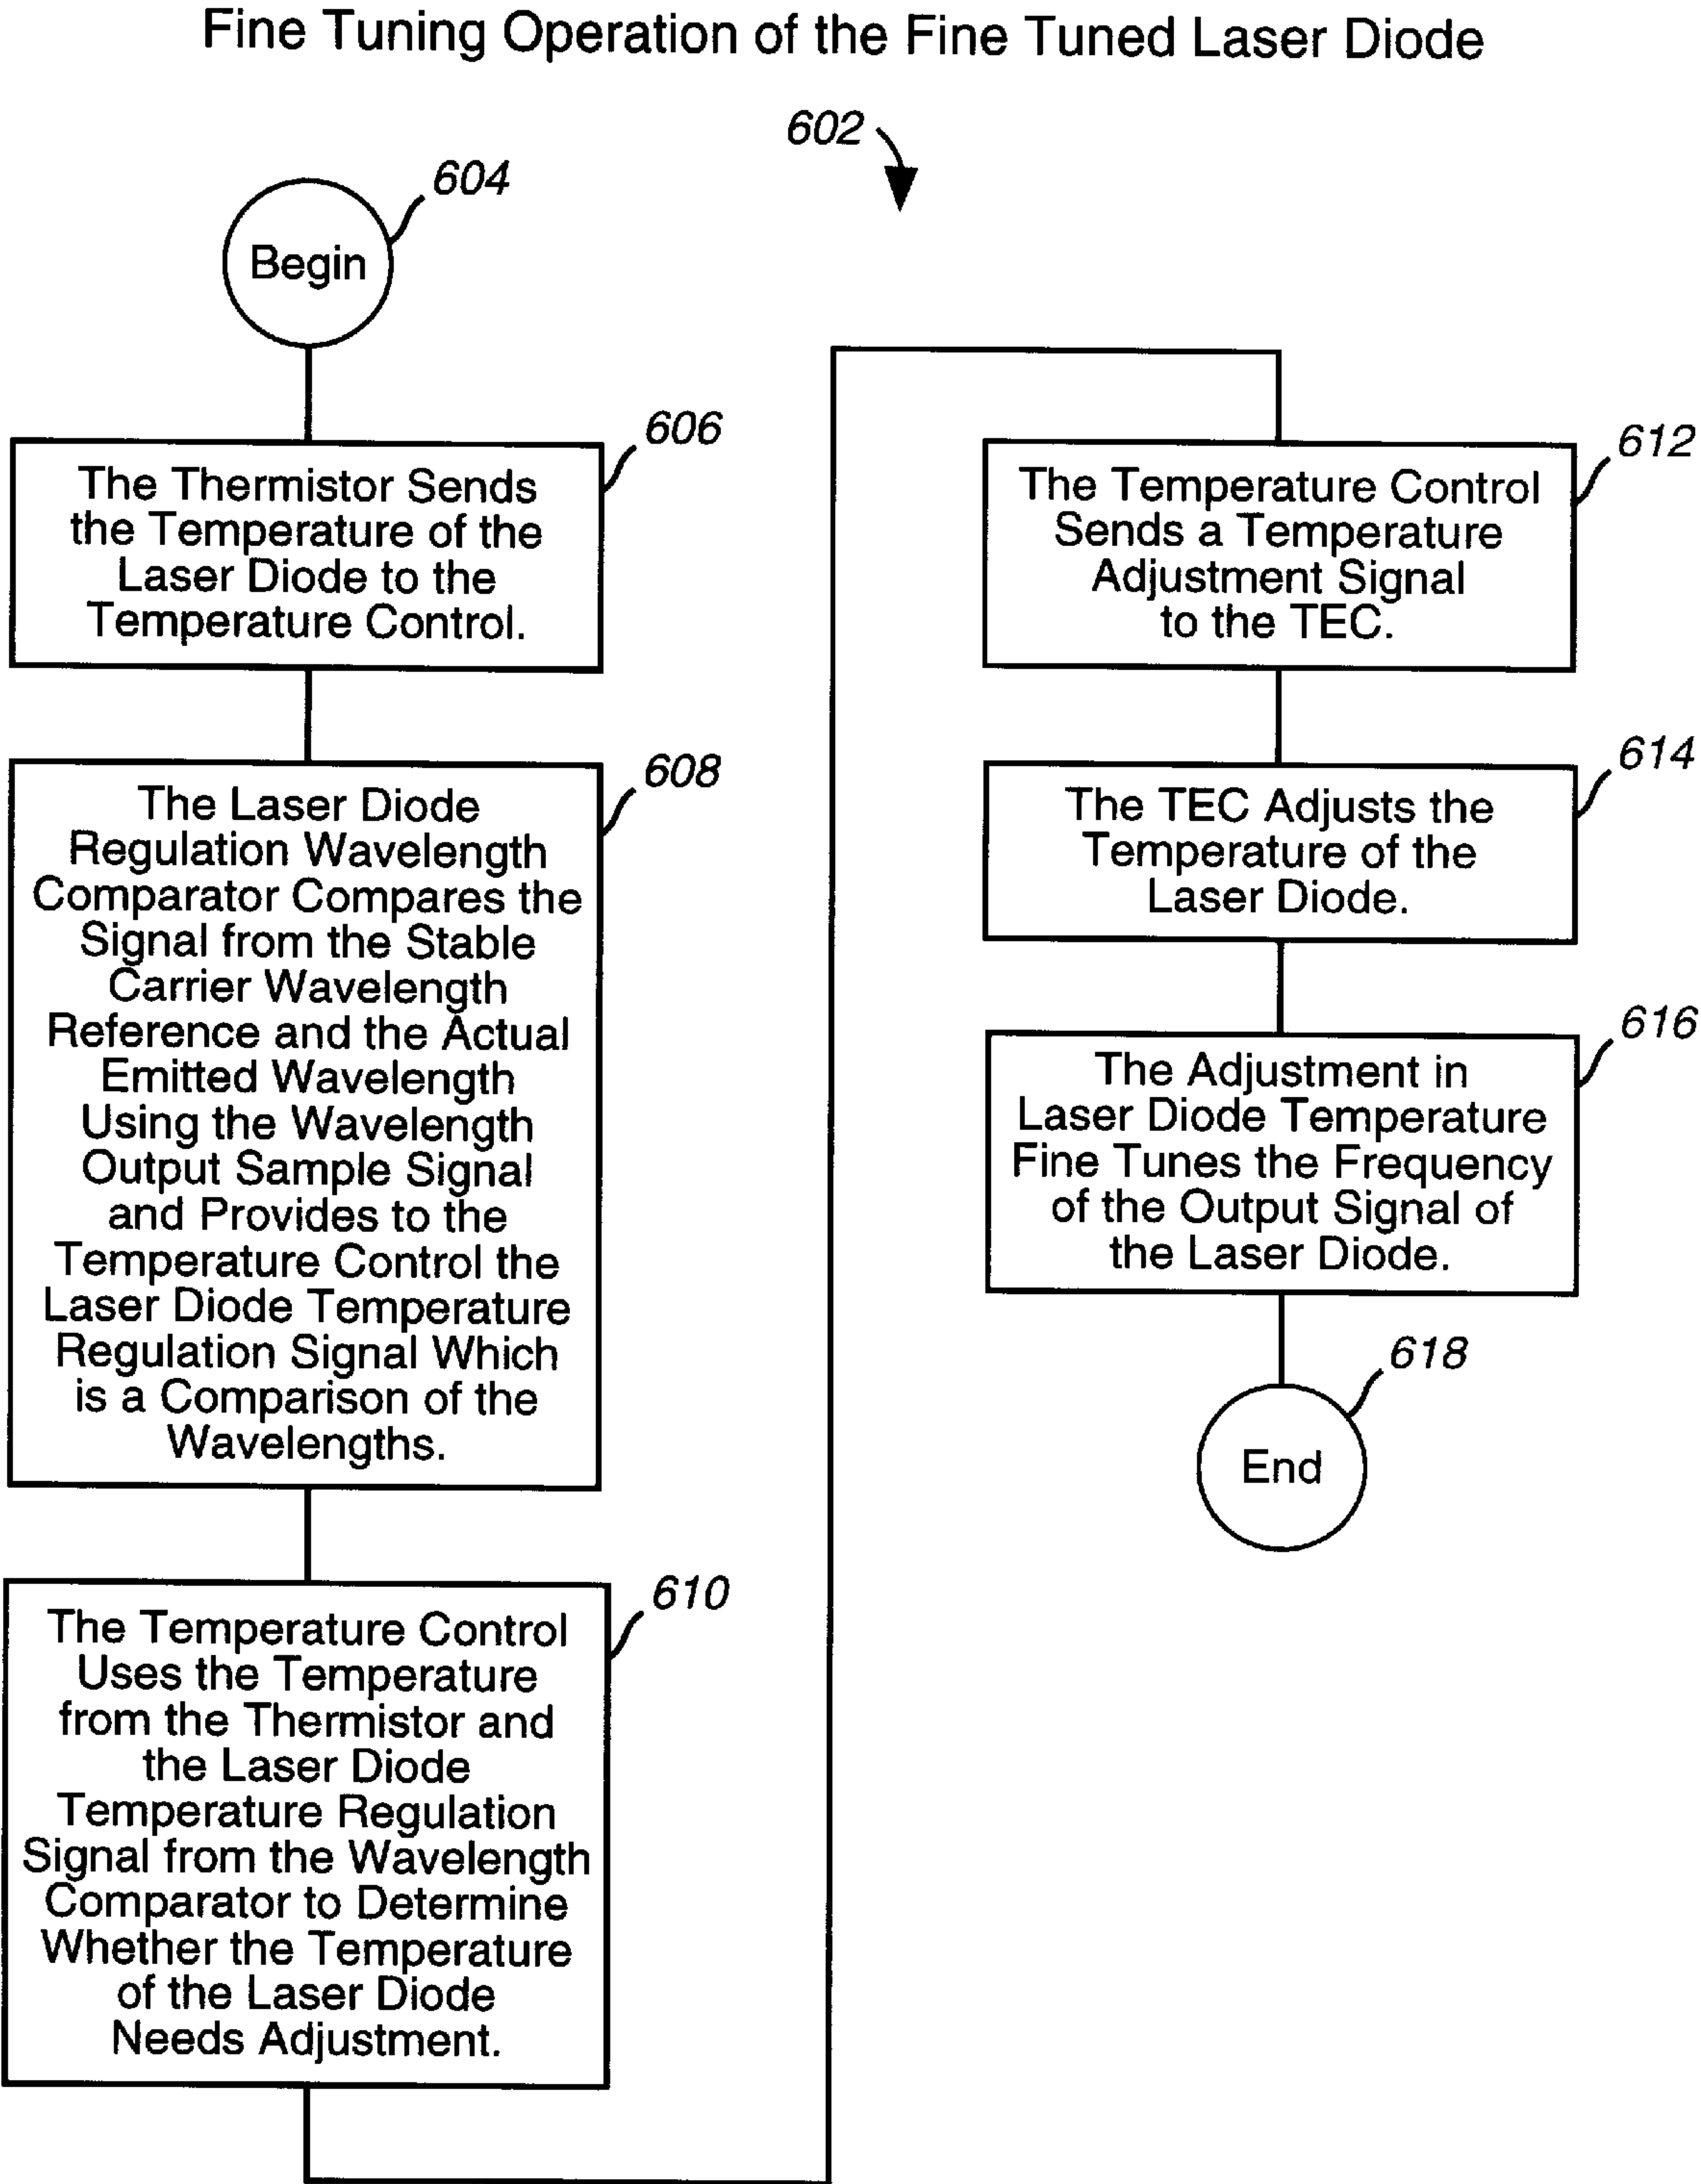 Fine Tuning Operation of the Fine Tuned Laser Diode
602
604
Begin
606
The Thermistor Sends
the Temperature of the
Laser Diode to the
Temperature Control.
608
The Laser Diode
Regulation Wavelength
Comparator Compares the
Signal from the Stable
Carrier Wavelength
Reference and the Actual
Emitted Wavelength
Using the Wavelength
Output Sample Signal
and Provides to the
Temperature Control the
Laser Diode Temperature
Regulation Signal Which
is a Comparison of the
Wavelengths.
610
The Temperature Control
Uses the Temperature
from the Thermistor and
the Laser Diode
Temperature Regulation
Signal from the Wavelength
Comparator to Determine
Whether the Temperature
of the Laser Diode
Needs Adjustment.
612
The Temperature Control
Sends a Temperature
Adjustment Signal
to the TEC.
614
The TEC Adjusts the
Temperature of the
Laser Diode.
616
The Adjustment in
Laser Diode Temperature
Fine Tunes the Frequency
of the Output Signal of
the Laser Diode.
618
End